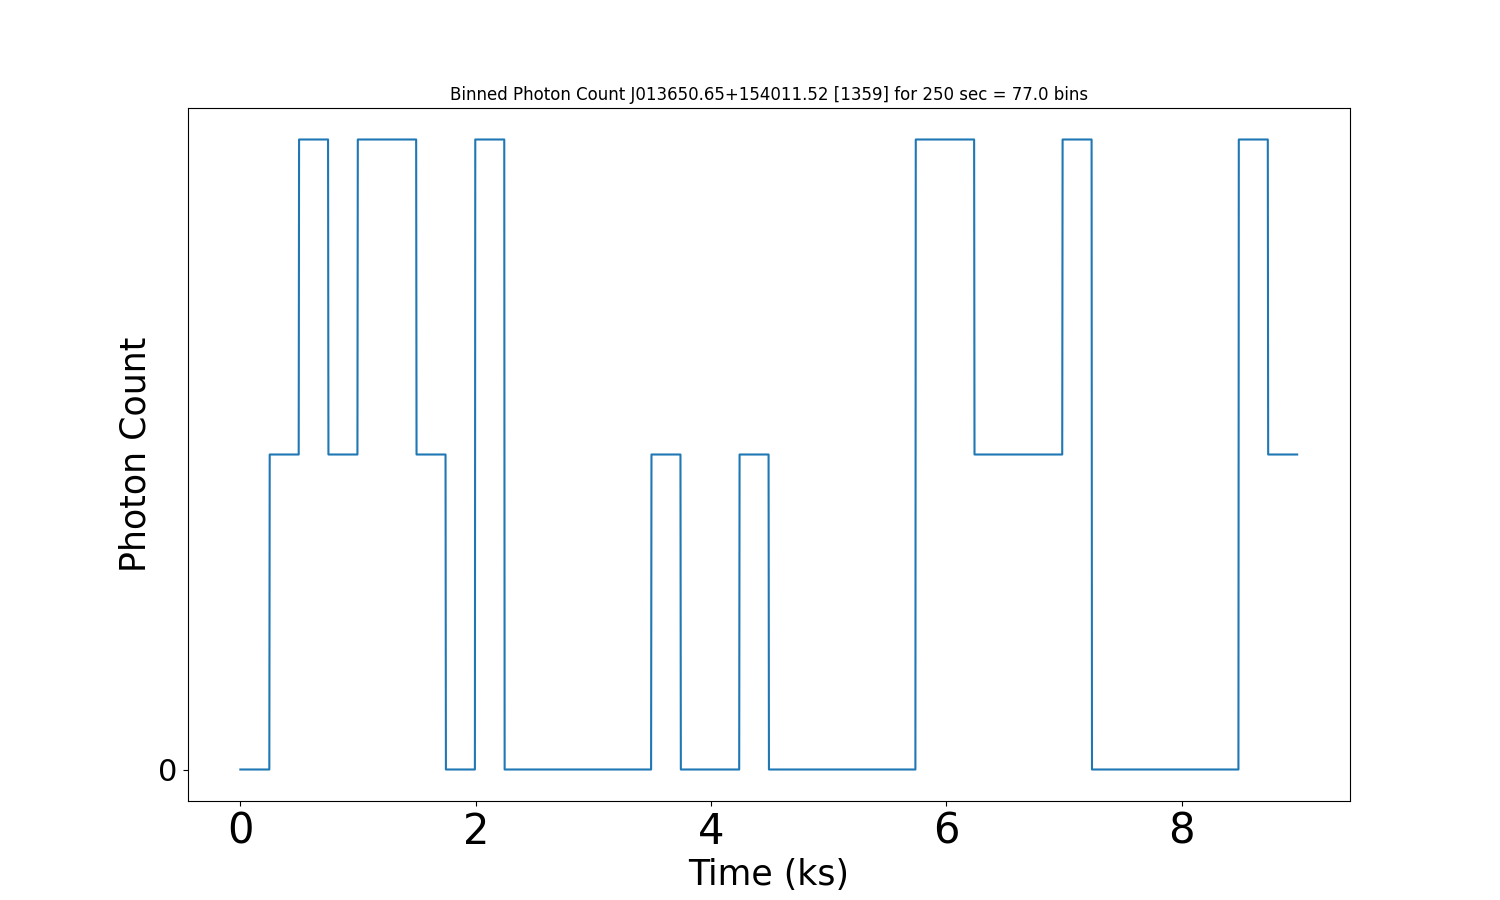 Binned Photon Count J013650.65+154011.52 [1359] for 250 sec = 77.0 bins
Photon Count
0
0 2 4 6 8
Time (ks)